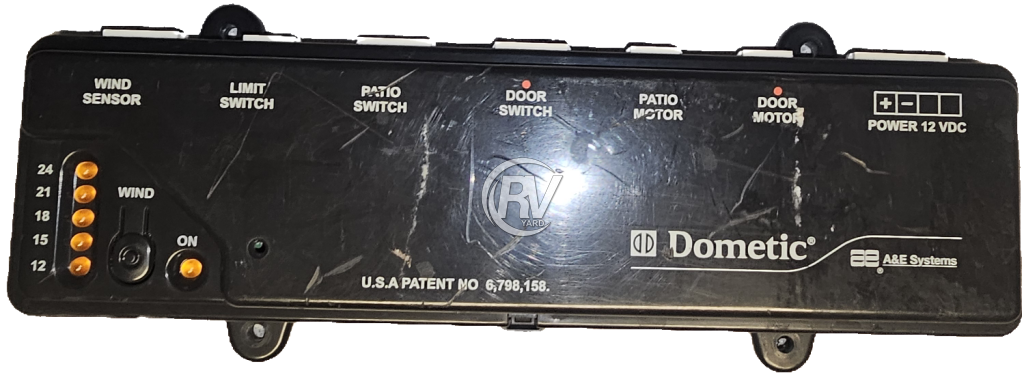 WIND
SENSOR
LIMIT
SWITCH
PATIO
SWITCH
DOOR
SWITCH
PATIO
MOTOR
DOOR
MOTOR
+ −
POWER 12 VDC
24
21
18
15
12
WIND
ON
RV
YARD
Dometic®
A&E Systems
U.S.A PATENT NO 6,798,158.